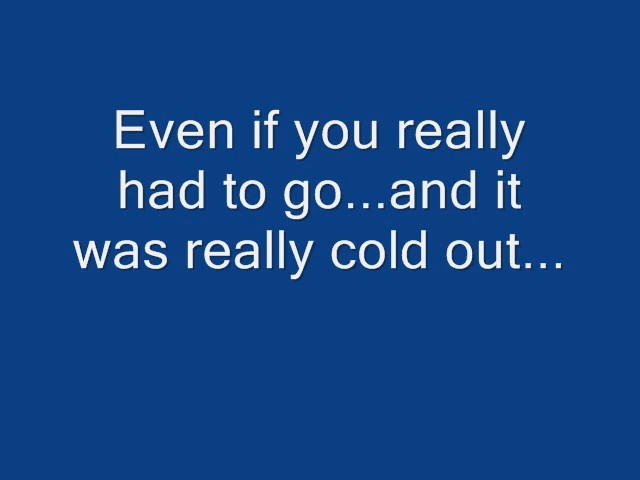 Even if you really
had to go...and it
was really cold out...